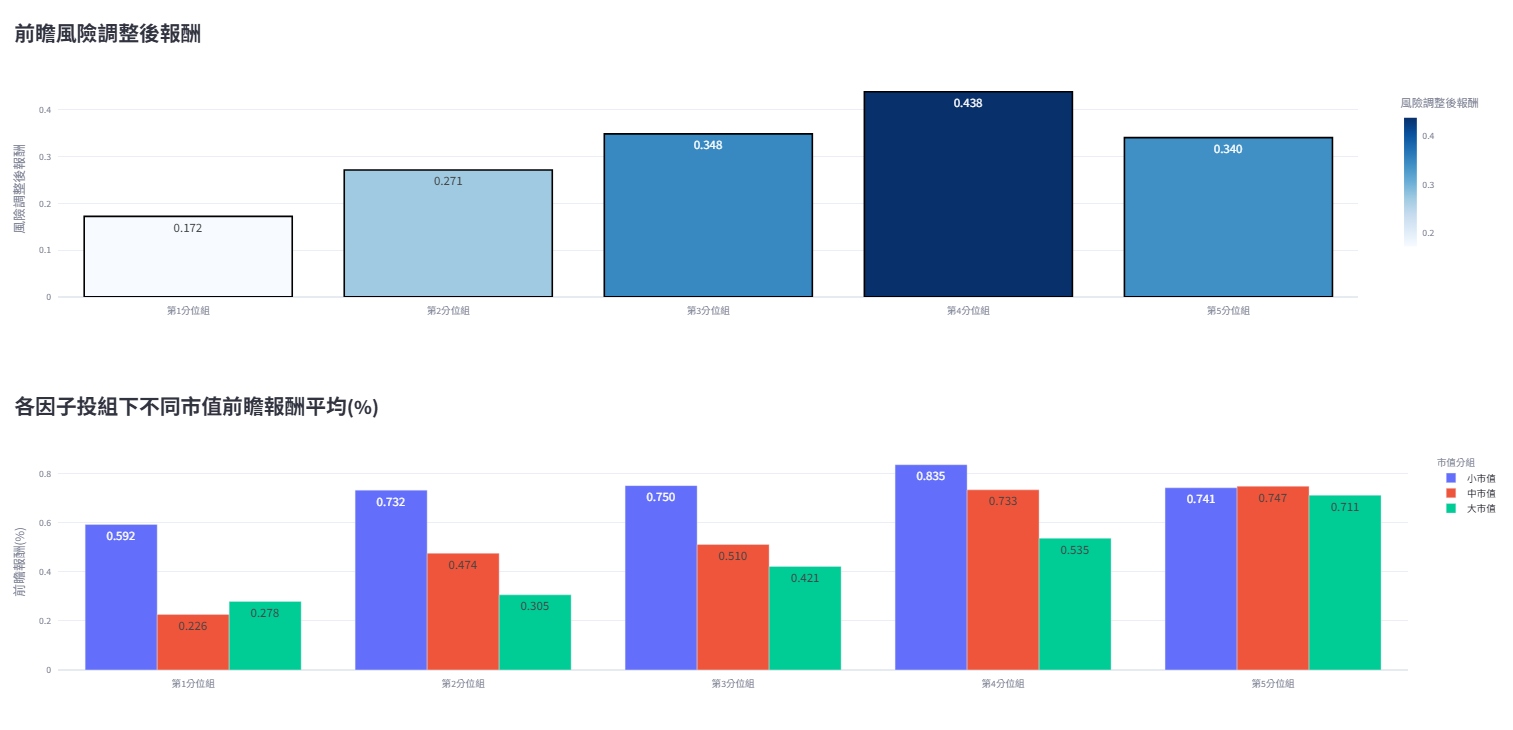 前瞻風險調整後報酬
風險調整後報酬
0.4
0.3
0.2
0.1
0
0.172
0.271
0.348
0.438
0.340
第1分位組
第2分位組
第3分位組
第4分位組
第5分位組
風險調整後報酬
0.4
0.3
0.2
各因子投組下不同市值前瞻報酬平均(%)
前瞻報酬(%)
0.8
0.6
0.4
0.2
0
0.592
0.226
0.278
0.732
0.474
0.305
0.750
0.510
0.421
0.835
0.733
0.535
0.741
0.747
0.711
第1分位組
第2分位組
第3分位組
第4分位組
第5分位組
市值分組
小市值
中市值
大市值